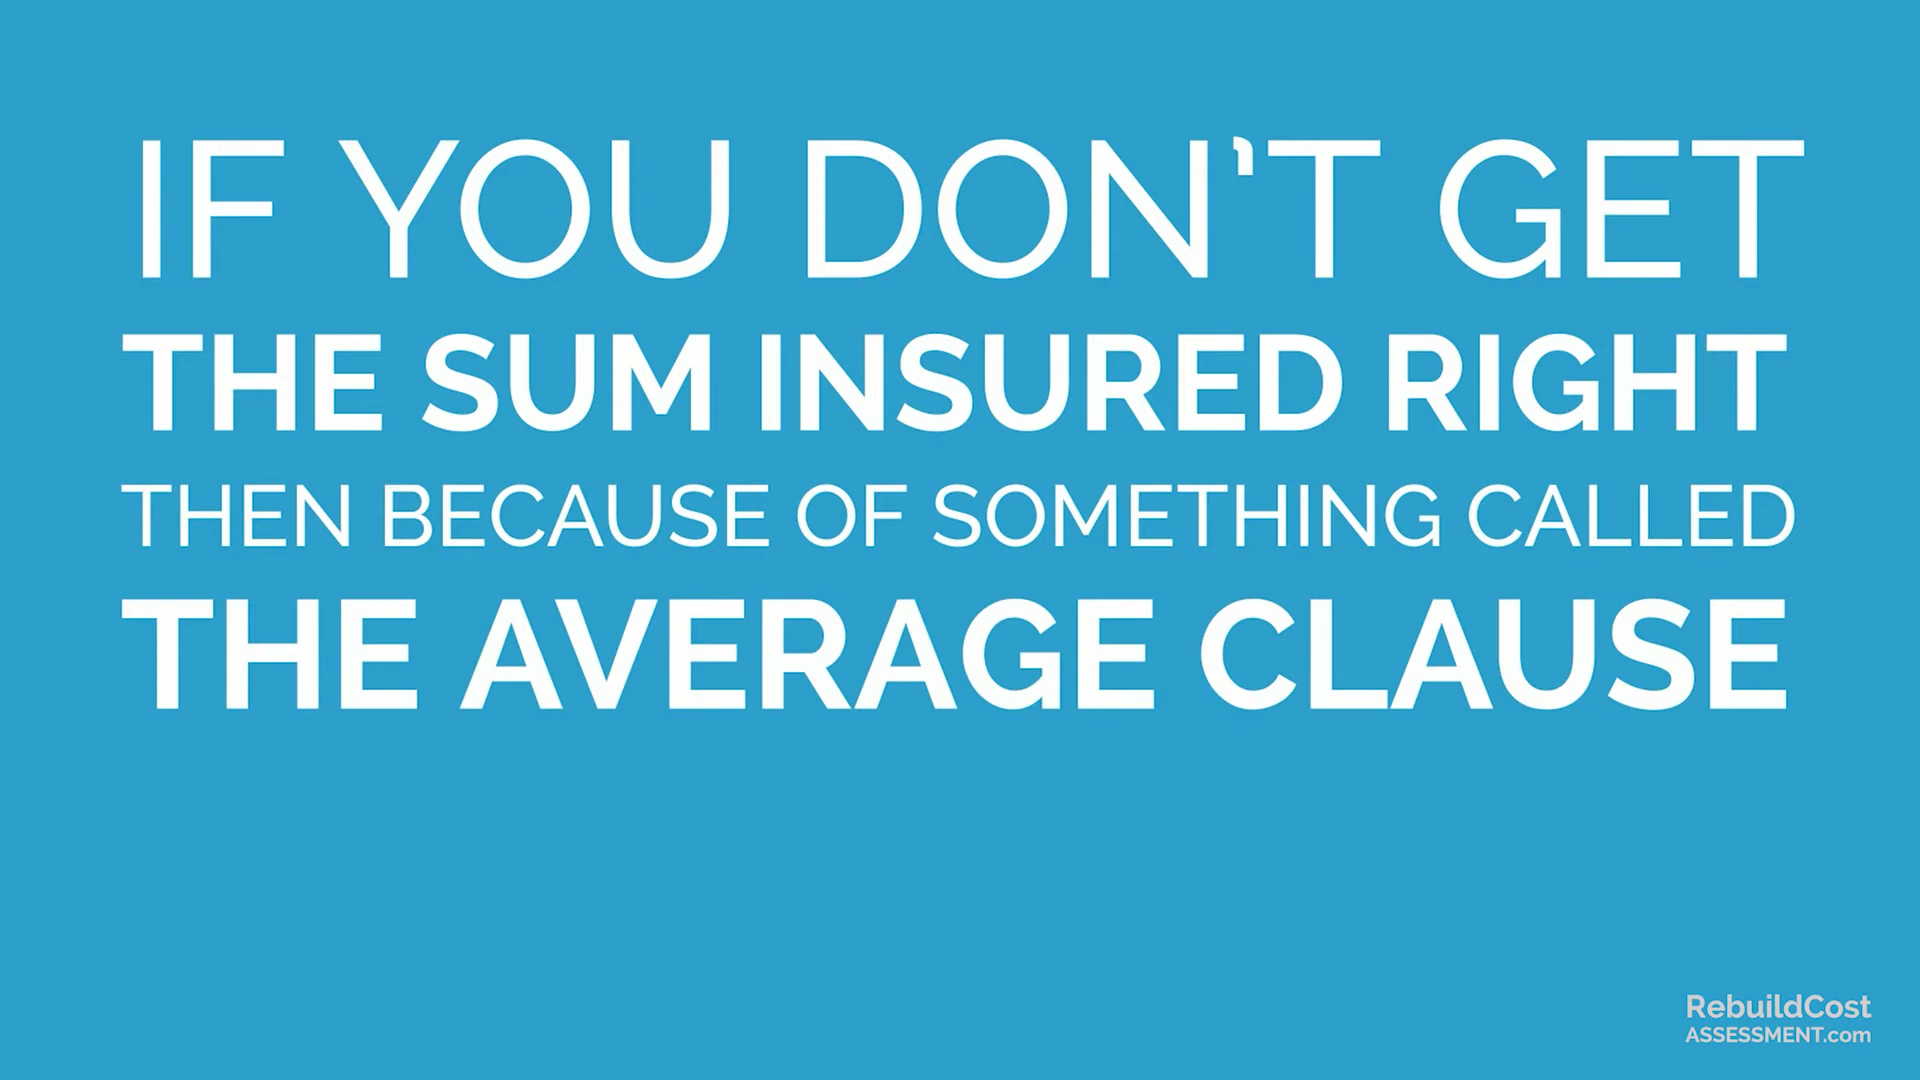 IF YOU DON'T GET
THE SUM INSURED RIGHT
THEN BECAUSE OF SOMETHING CALLED
THE AVERAGE CLAUSE
RebuildCost
ASSESSMENT.com